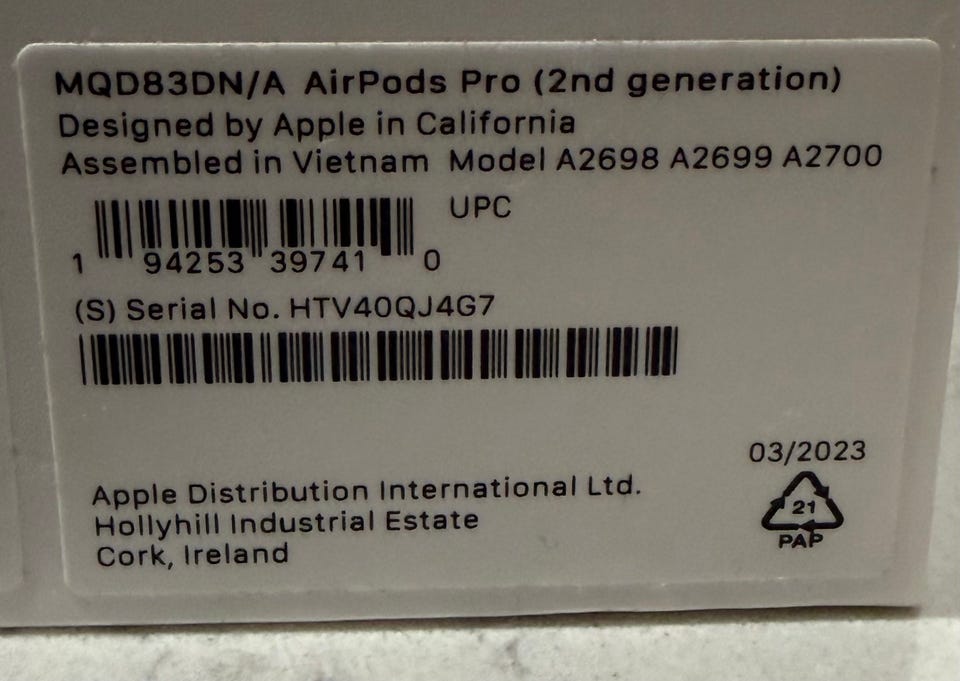 MQD83DN/A AirPods Pro (2nd generation)
Designed by Apple in California
Assembled in Vietnam Model A2698 A2699 A2700
UPC
1 94253 39741 0
(S) Serial No. HTV40QJ4G7
03/2023
Apple Distribution International Ltd.
Hollyhill Industrial Estate
Cork, Ireland
21
PAP